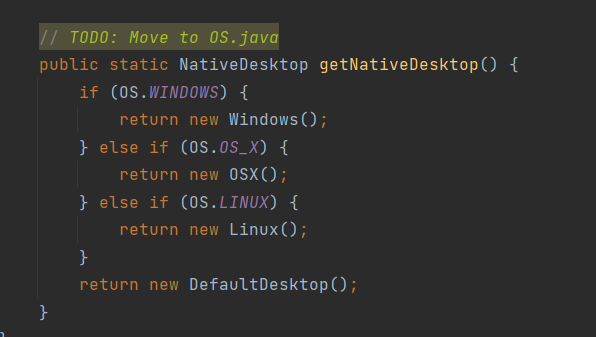 // TODO: Move to OS.java
public static NativeDesktop getNativeDesktop() {
if (OS.WINDOWS) {
return new Windows();
} else if (OS.OS_X) {
return new OSX();
} else if (OS.LINUX) {
return new Linux();
}
return new DefaultDesktop();
}
}